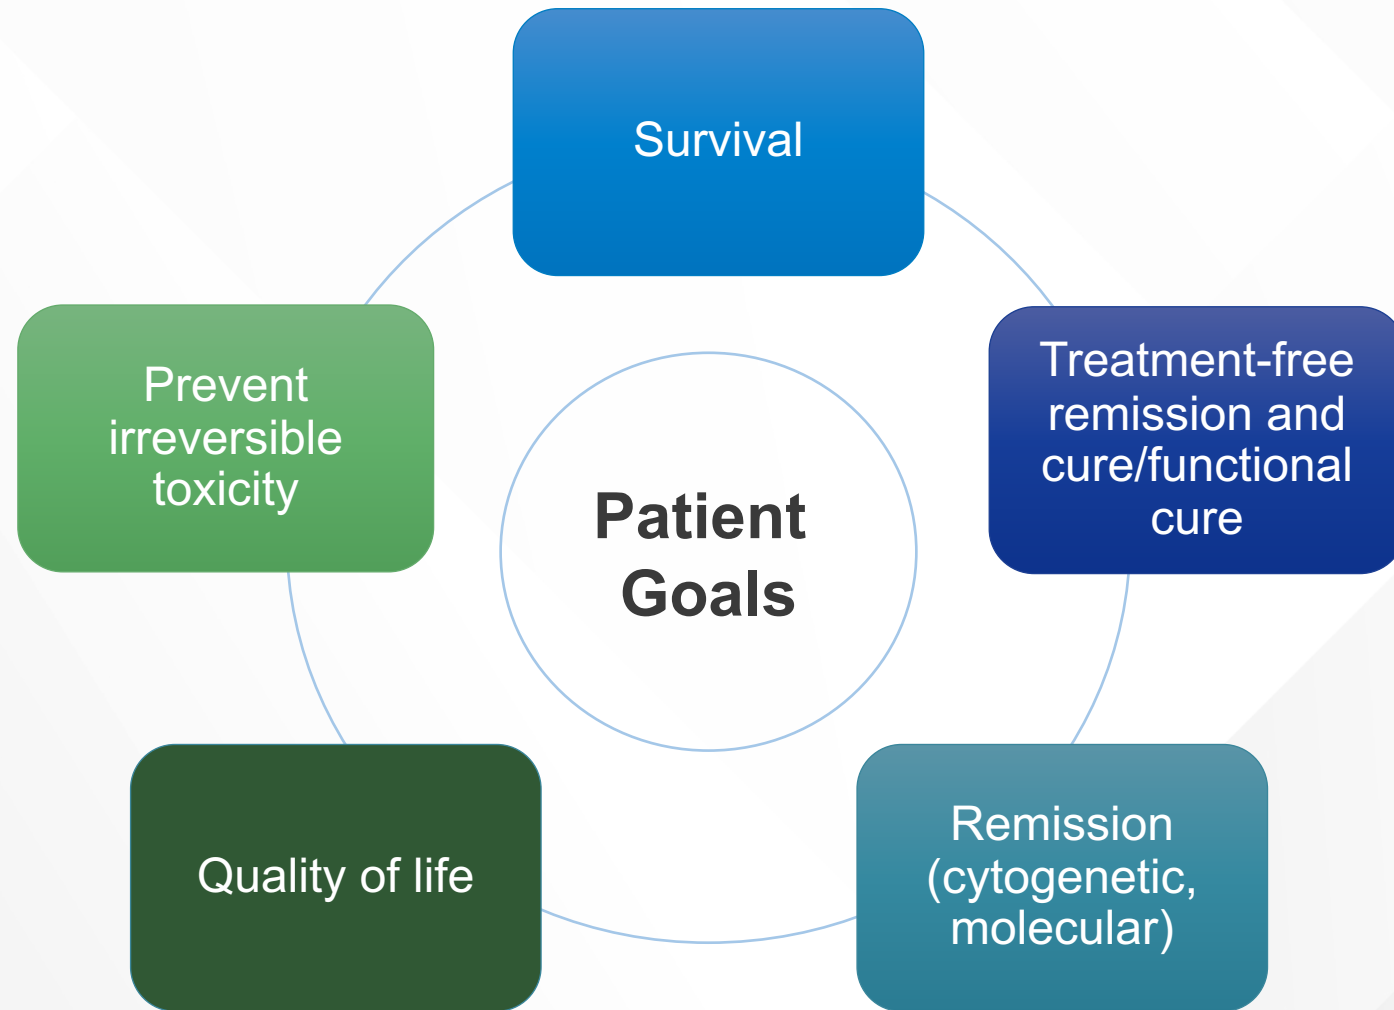 Survival
Treatment-free
remission and
cure/functional
cure
Remission
(cytogenetic,
molecular)
Quality of life
Prevent
irreversible
toxicity
Patient
Goals